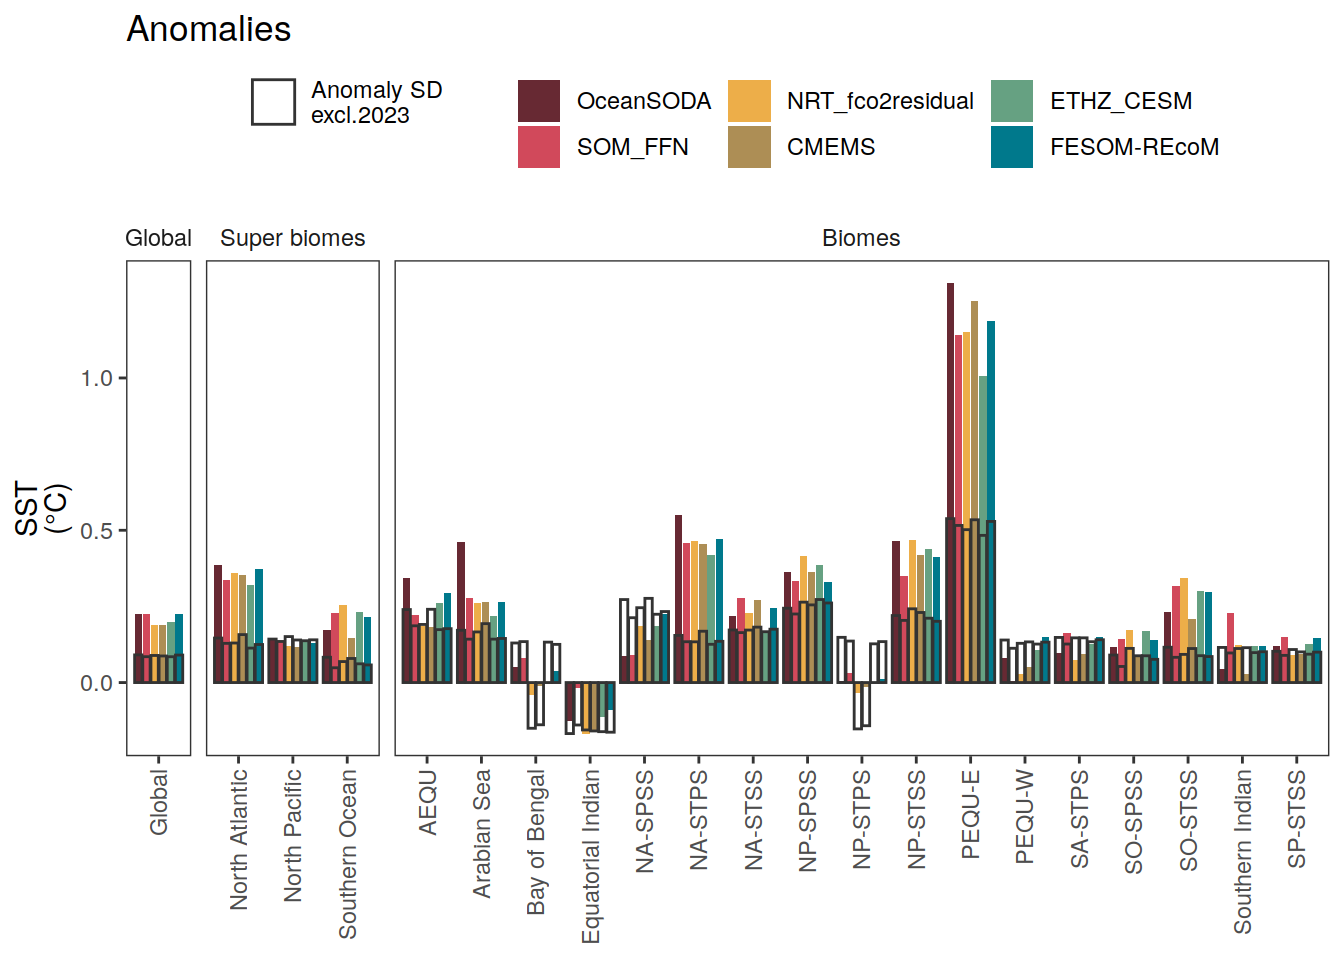 Anomalies
Anomaly SD
excl.2023
OceanSODA
NRT_fco2residual
ETHZ_CESM
SOM_FFN
CMEMS
FESOM-REcoM
Global
Super biomes
Biomes
SST
(°C)
1.0
0.5
0.0
Global
North Atlantic
North Pacific
Southern Ocean
AEQU
Arabian Sea
Bay of Bengal
Equatorial Indian
NA-SPSS
NA-STPS
NA-STSS
NP-SPSS
NP-STPS
NP-STSS
PEQU-E
PEQU-W
SA-STPS
SO-SPSS
SO-STSS
Southern Indian
SP-STSS